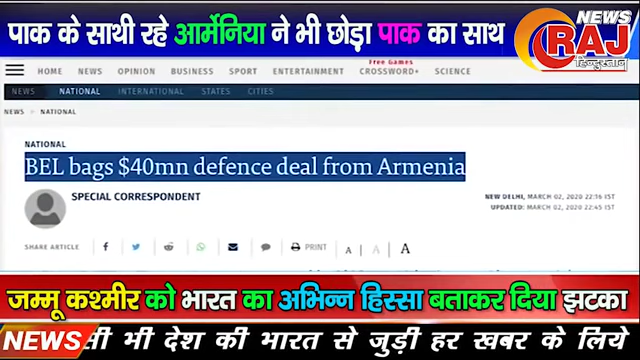 पाक के साथी रहे आर्मेनिया ने भी छोड़ा पाक का साथ
NEWS
RAJ
हिन्दुस्तान
Free Games
HOME NEWS OPINION BUSINESS SPORT ENTERTAINMENT CROSSWORD+ SCIENCE
NEWS NATIONAL INTERNATIONAL STATES CITIES
NEWS NATIONAL
NATIONAL
BEL bags $40mn defence deal from Armenia
SPECIAL CORRESPONDENT
NEW DELHI, MARCH 02, 2020 22:16 IST
UPDATED: MARCH 02, 2020 22:45 IST
SHARE ARTICLE PRINT A A A
जम्मू कश्मीर को भारत का अभिन्न हिस्सा बताकर दिया झटका
NEWS सी भी देश की भारत से जुड़ीं हर खबर के लिये